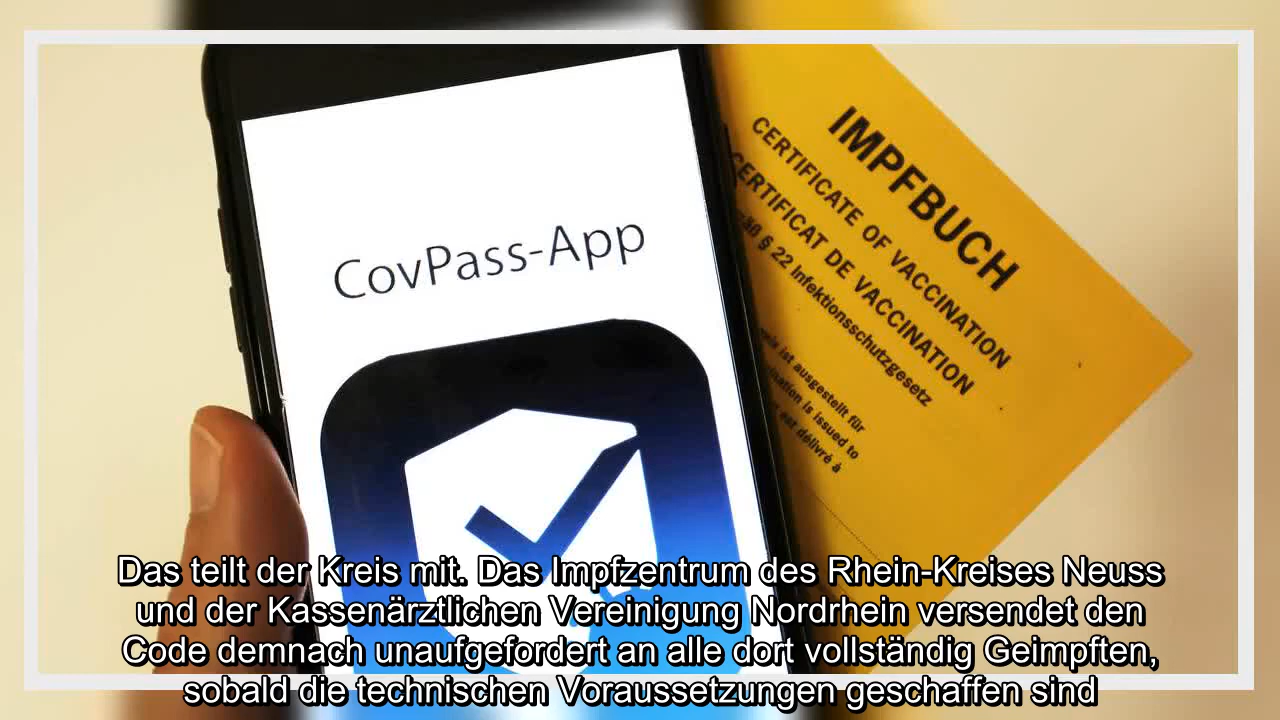 CovPass-App
IMPFBUCH
CERTIFICATE OF VACCINATION
CERTIFICAT DE VACCINATION
§ 22 Infektionsschutzgesetz
ist ausgestellt für
is issued to
est délivré à
Das teilt der Kreis mit. Das Impfzentrum des Rhein-Kreises Neuss
und der Kassenärztlichen Vereinigung Nordrhein versendet den
Code demnach unaufgefordert an alle dort vollständig Geimpften,
sobald die technischen Voraussetzungen geschaffen sind